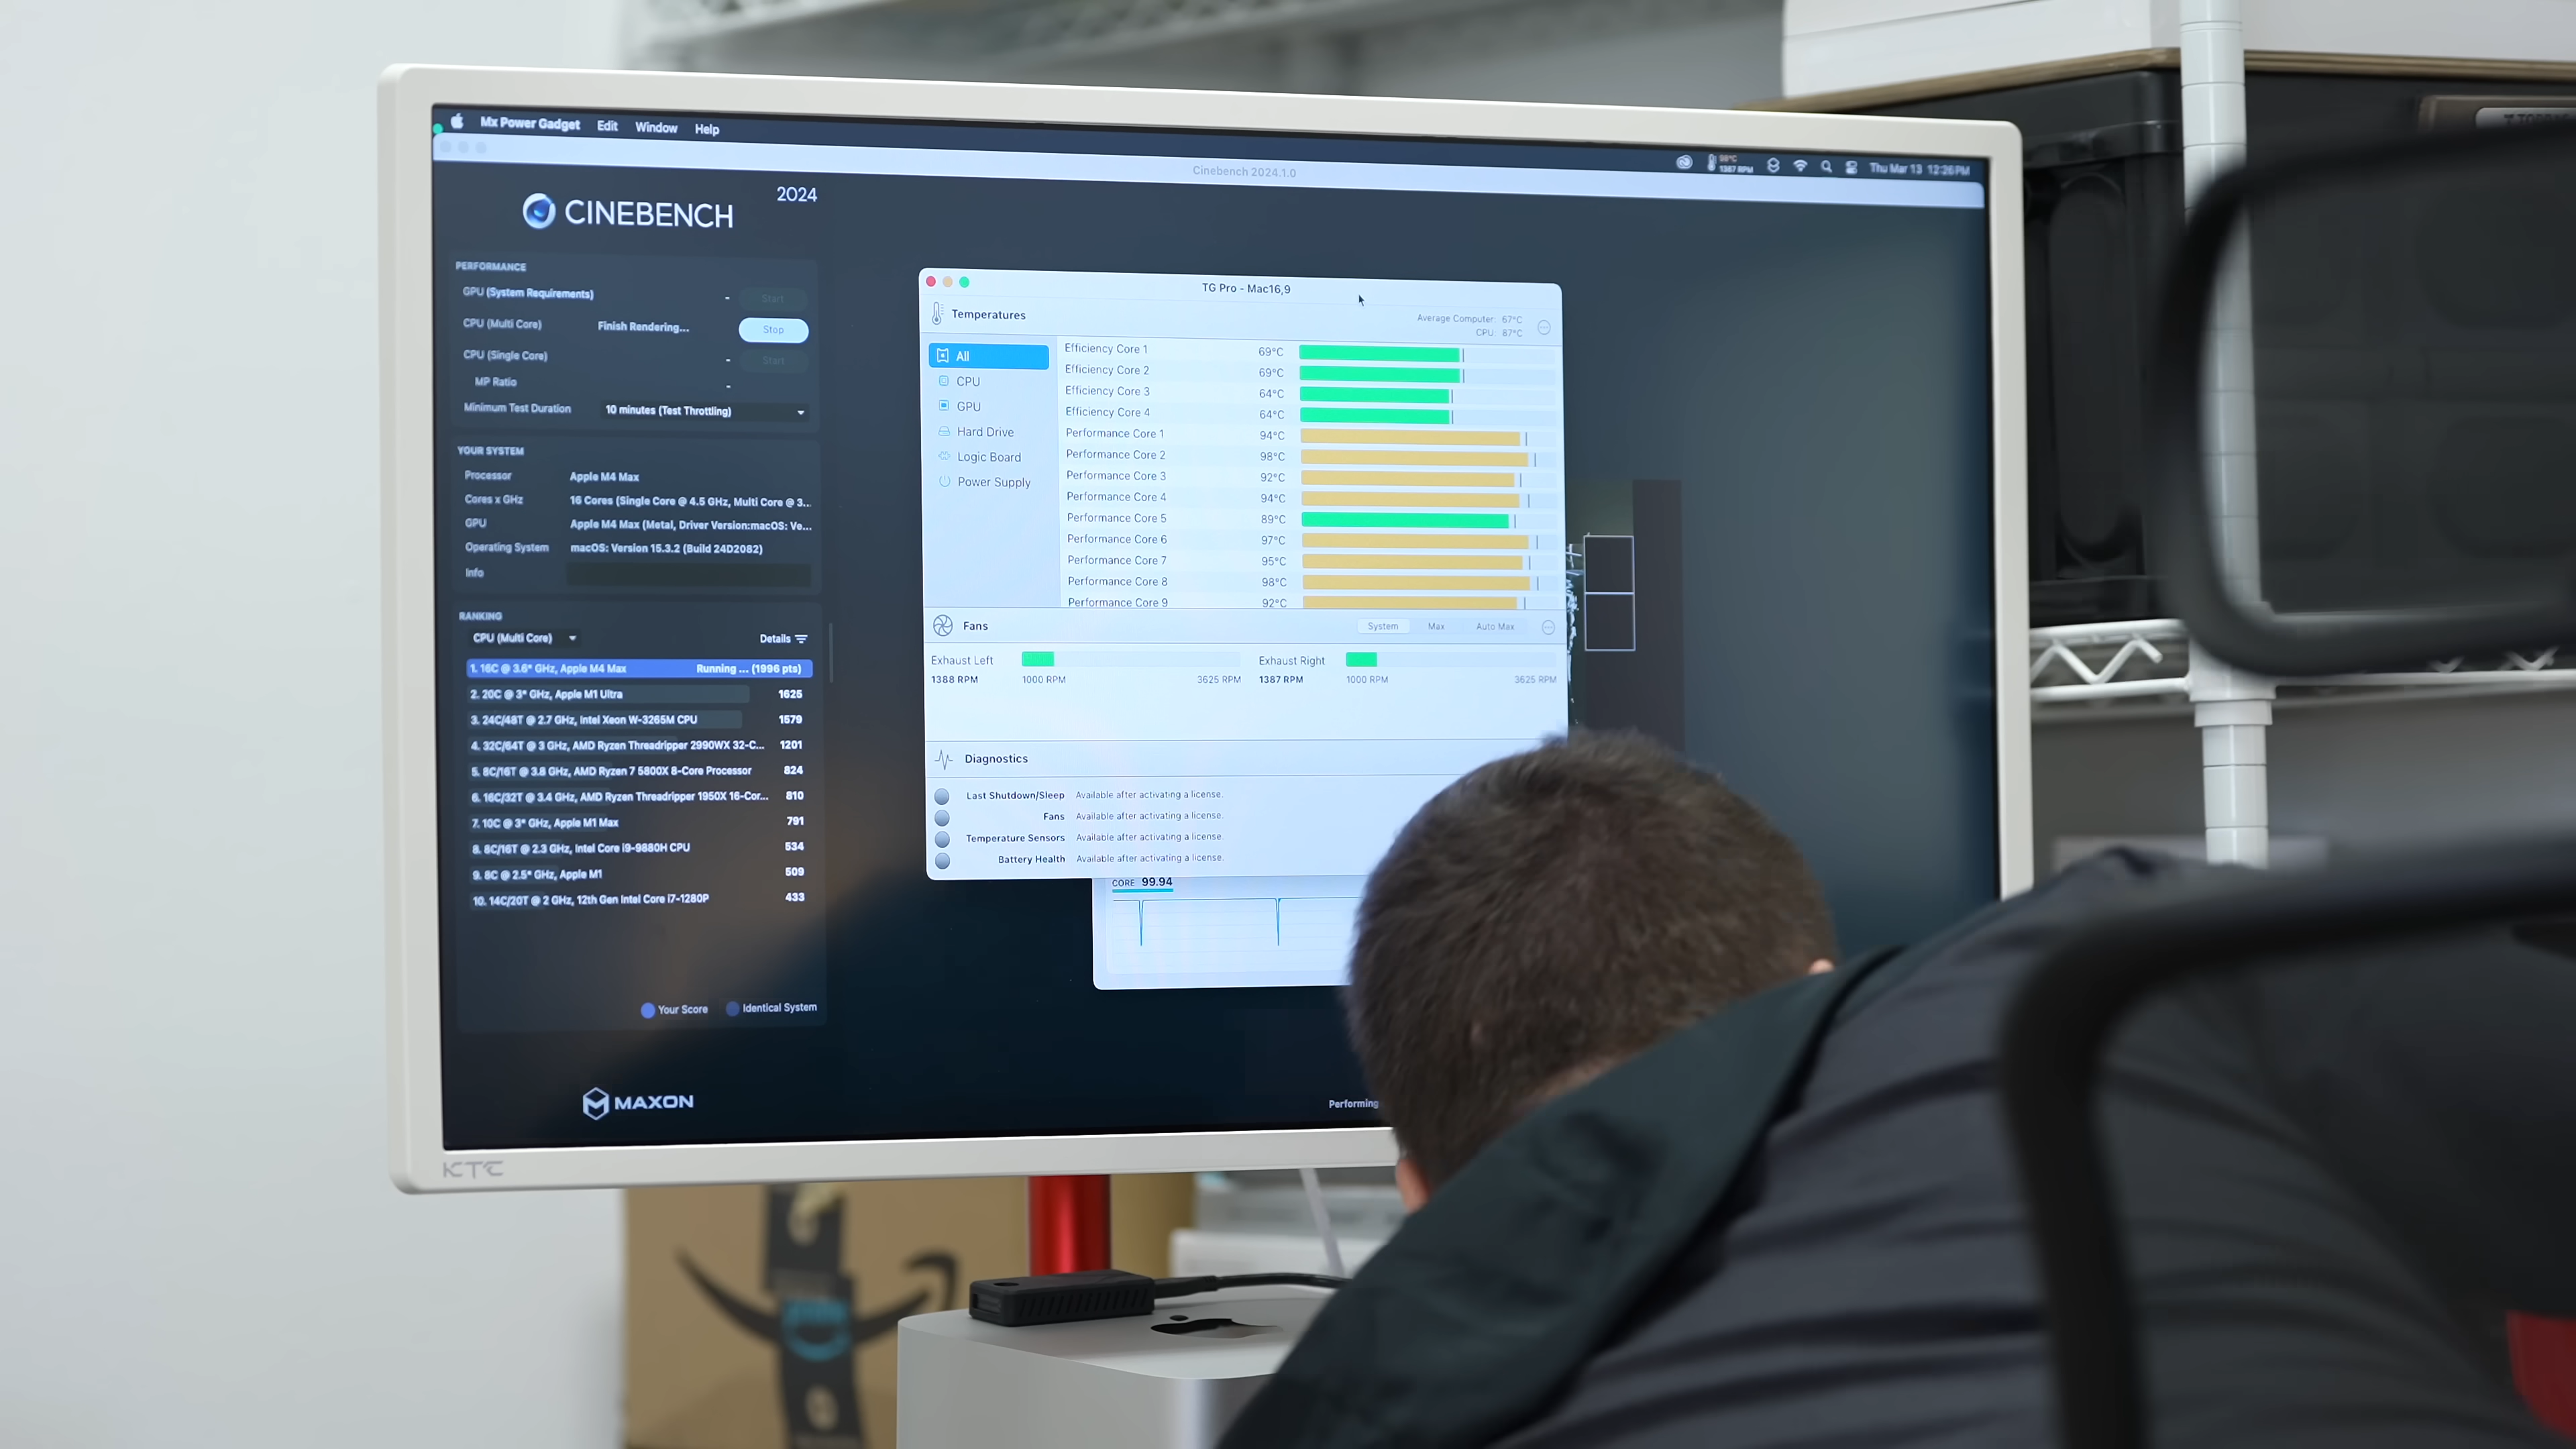 Mx Power Gadget Edit Window Help
98°C
1387 RPM
Thu Mar 13 12:26 PM
Cinebench 2024.1.0
CINEBENCH 2024
PERFORMANCE
GPU (System Requirements) - Start
CPU (Multi Core) Finish Rendering... Stop
CPU (Single Core) - Start
MP Ratio -
Minimum Test Duration 10 minutes (Test Throttling)
YOUR SYSTEM
Processor Apple M4 Max
Cores x GHz 16 Cores (Single Core @ 4.5 GHz, Multi Core @ 3...
GPU Apple M4 Max (Metal, Driver Version:macOS: Ve...
Operating System macOS: Version 15.3.2 (Build 24D2082)
Info
RANKING
CPU (Multi Core) Details
1. 16C @ 3.6* GHz, Apple M4 Max Running ... (1996 pts)
2. 20C @ 3* GHz, Apple M1 Ultra 1625
3. 24C/48T @ 2.7 GHz, Intel Xeon W-3265M CPU 1579
4. 32C/64T @ 3 GHz, AMD Ryzen Threadripper 2990WX 32-C... 1201
5. 8C/16T @ 3.8 GHz, AMD Ryzen 7 5800X 8-Core Processor 824
6. 16C/32T @ 3.4 GHz, AMD Ryzen Threadripper 1950X 16-Cor... 810
7. 10C @ 3* GHz, Apple M1 Max 791
8. 8C/16T @ 2.3 GHz, Intel Core i9-9880H CPU 534
9. 8C @ 2.5* GHz, Apple M1 509
10. 14C/20T @ 2 GHz, 12th Gen Intel Core i7-1280P 433
Your Score Identical System
MAXON
TG Pro - Mac16,9
Temperatures
Average Computer: 67°C
CPU: 87°C
All
CPU
GPU
Hard Drive
Logic Board
Power Supply
Efficiency Core 1 69°C
Efficiency Core 2 69°C
Efficiency Core 3 64°C
Efficiency Core 4 64°C
Performance Core 1 94°C
Performance Core 2 98°C
Performance Core 3 92°C
Performance Core 4 94°C
Performance Core 5 89°C
Performance Core 6 97°C
Performance Core 7 95°C
Performance Core 8 98°C
Performance Core 9 92°C
Fans System Max Auto Max
Exhaust Left Exhaust Right
1388 RPM 1000 RPM 3625 RPM 1387 RPM 1000 RPM 3625 RPM
Diagnostics
Last Shutdown/Sleep Available after activating a license.
Fans Available after activating a license.
Temperature Sensors Available after activating a license.
Battery Health Available after activating a license.
CORE 99.94
Performing
KTC